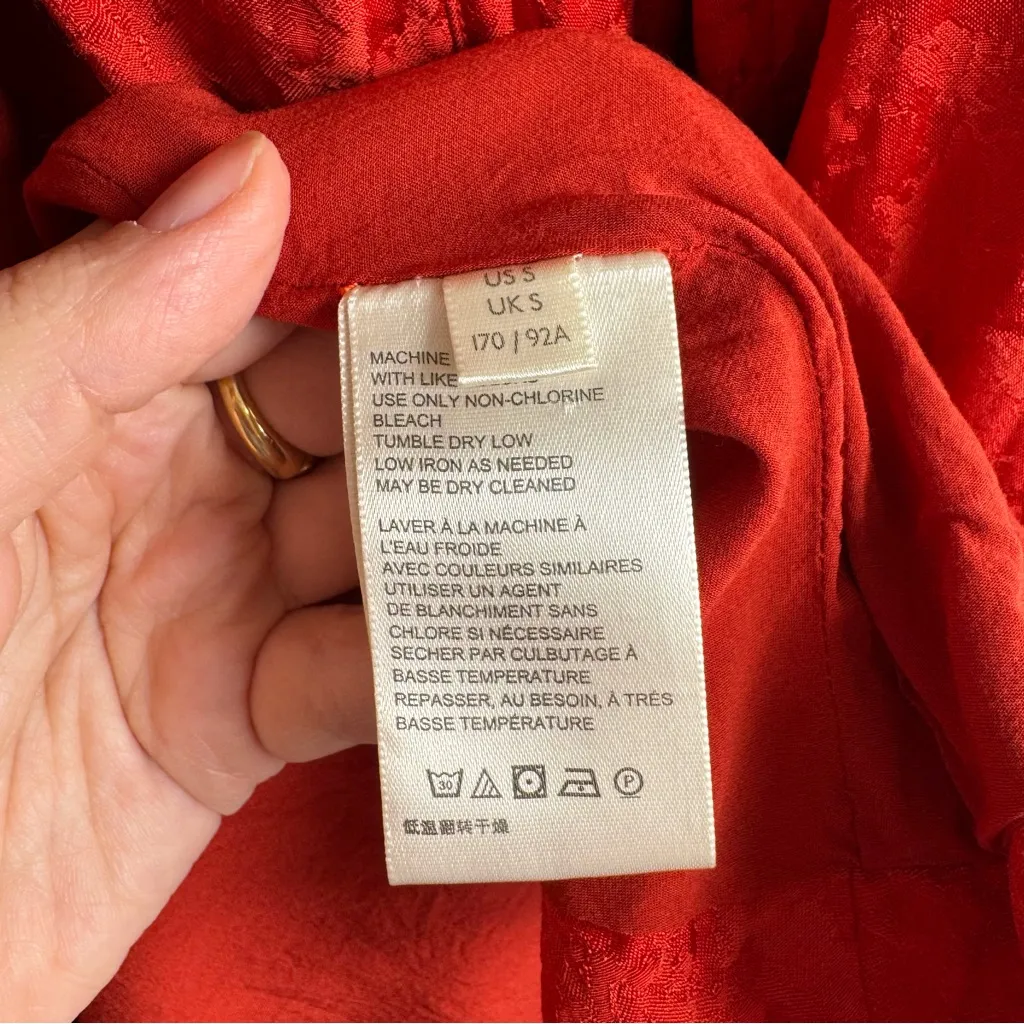 US S
UK S
170 / 92A
MACHINE
WITH LIKE
USE ONLY NON-CHLORINE
BLEACH
TUMBLE DRY LOW
LOW IRON AS NEEDED
MAY BE DRY CLEANED
LAVER À LA MACHINE À
L'EAU FROIDE
AVEC COULEURS SIMILAIRES
UTILISER UN AGENT
DE BLANCHIMENT SANS
CHLORE SI NÉCESSAIRE
SECHER PAR CULBUTAGE À
BASSE TEMPERATURE
REPASSER, AU BESOIN, À TRÉS
BASSE TEMPÉRATURE
30 P
低温翻转干燥